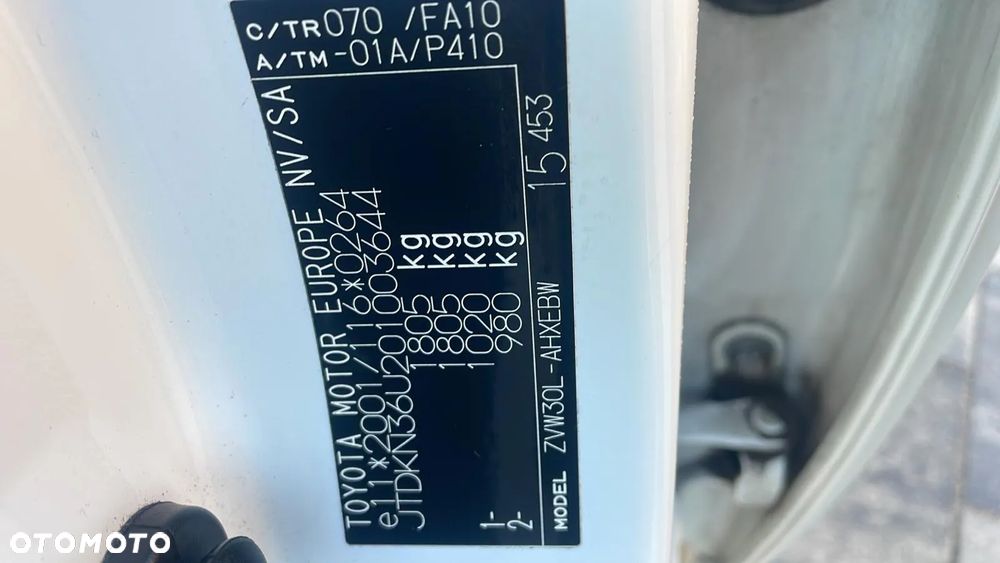 TOYOTA MOTOR EUROPE NV/SA
e11*2001/116*0264
JTDKN36U201003644
1805 kg
1805 kg
1- 1020 kg
2- 980 kg
MODEL ZVW30L-AHXEBW 15 453
C/TR070 /FA10
A/TM-01A/P410
OTOMOTO